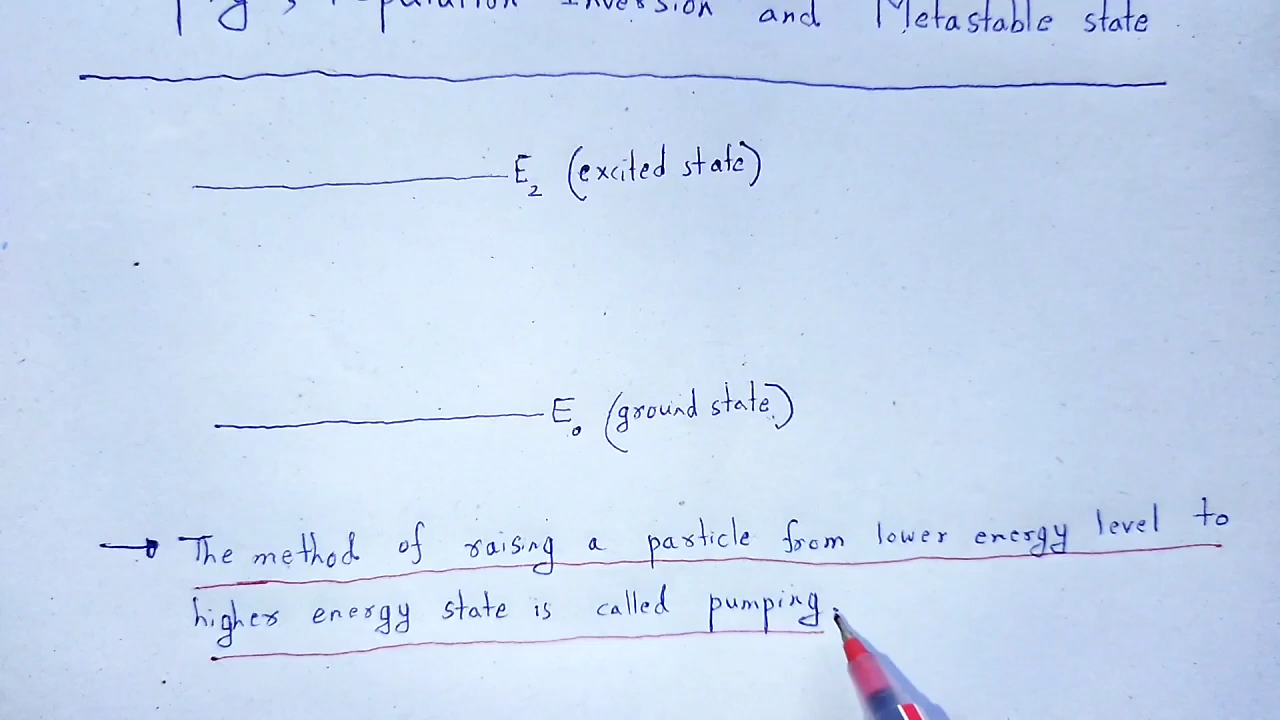 Inversion and Metastable state
E₂ (excited state)
E₀ (ground state)
→ The method of raising a particle from lower energy level to
higher energy state is called pumping.